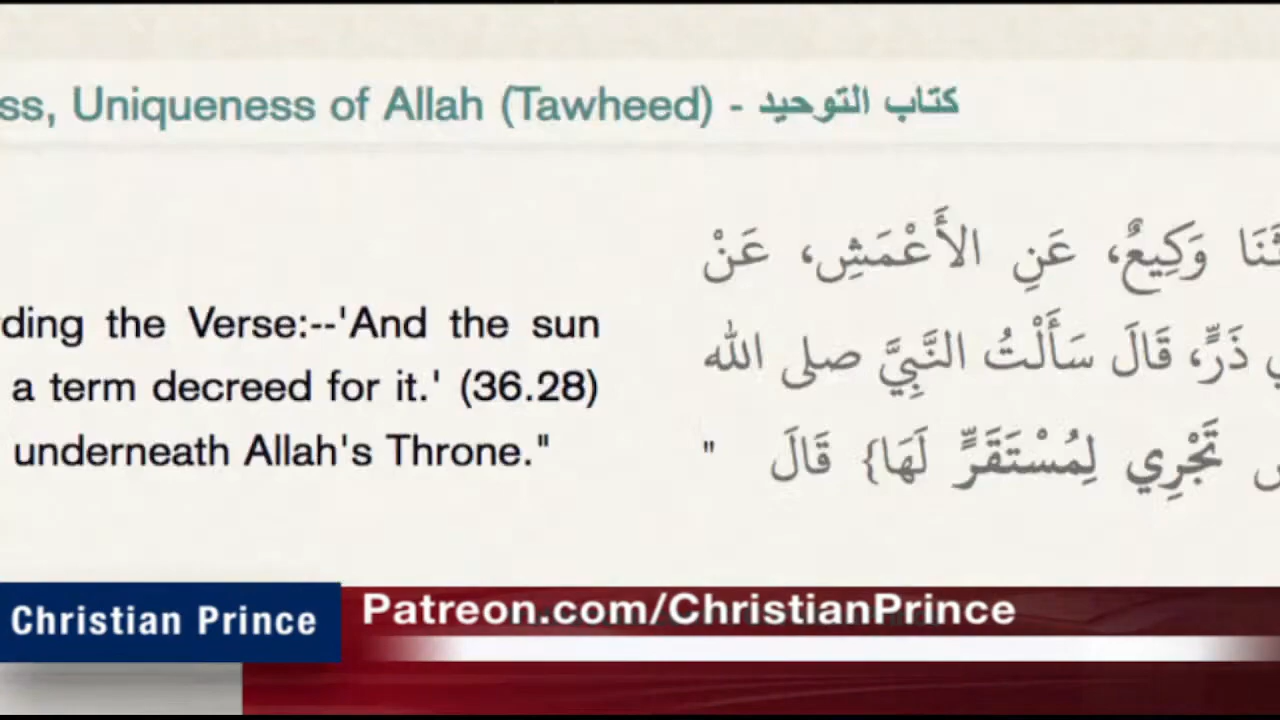 ss, Uniqueness of Allah (Tawheed) - كتاب التوحيد
ding the Verse:--'And the sun
a term decreed for it.' (36.28)
underneath Allah's Throne."
وَكِيعٌ، عَنِ الأَعْمَشِ، عَنْ
ذَرٍّ، قَالَ سَأَلْتُ النَّبِيَّ صلى الله
تَجْرِي لِمُسْتَقَرٍّ لَهَا} قَالَ "
Christian Prince
Patreon.com/ChristianPrince